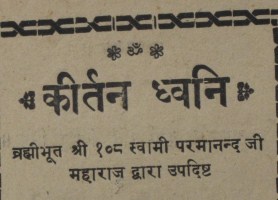 ॐ
कीर्तन ध्वनि
ब्रह्मीभूत श्री १०८ स्वामी परमानन्द जी
महाराज द्वारा उपदिष्ट